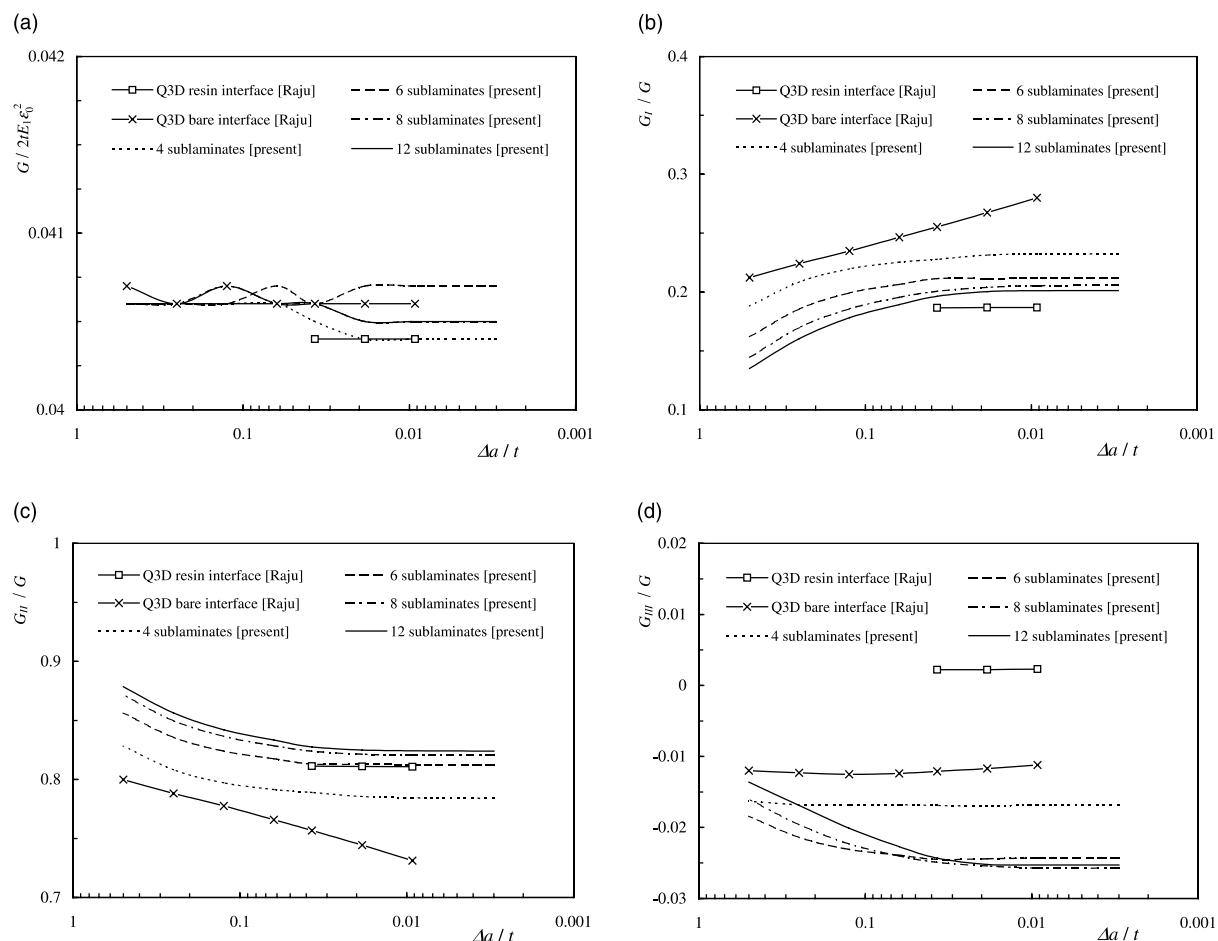 (a)
0.042
Q3D resin interface [Raju]
6 sublaminates [present]
Q3D bare interface [Raju]
8 sublaminates [present]
4 sublaminates [present]
12 sublaminates [present]
G / 2tE₁ε₀²
0.041
0.04
1
0.1
0.01
0.001
Δa / t
(b)
0.4
Q3D resin interface [Raju]
6 sublaminates [present]
Q3D bare interface [Raju]
8 sublaminates [present]
4 sublaminates [present]
12 sublaminates [present]
G_I / G
0.3
0.2
0.1
1
0.1
0.01
0.001
Δa / t
(c)
1
Q3D resin interface [Raju]
6 sublaminates [present]
Q3D bare interface [Raju]
8 sublaminates [present]
4 sublaminates [present]
12 sublaminates [present]
G_II / G
0.9
0.8
0.7
1
0.1
0.01
0.001
Δa / t
(d)
0.02
Q3D resin interface [Raju]
6 sublaminates [present]
Q3D bare interface [Raju]
8 sublaminates [present]
4 sublaminates [present]
12 sublaminates [present]
G_III / G
0.01
0
-0.01
-0.02
-0.03
1
0.1
0.01
0.001
Δa / t